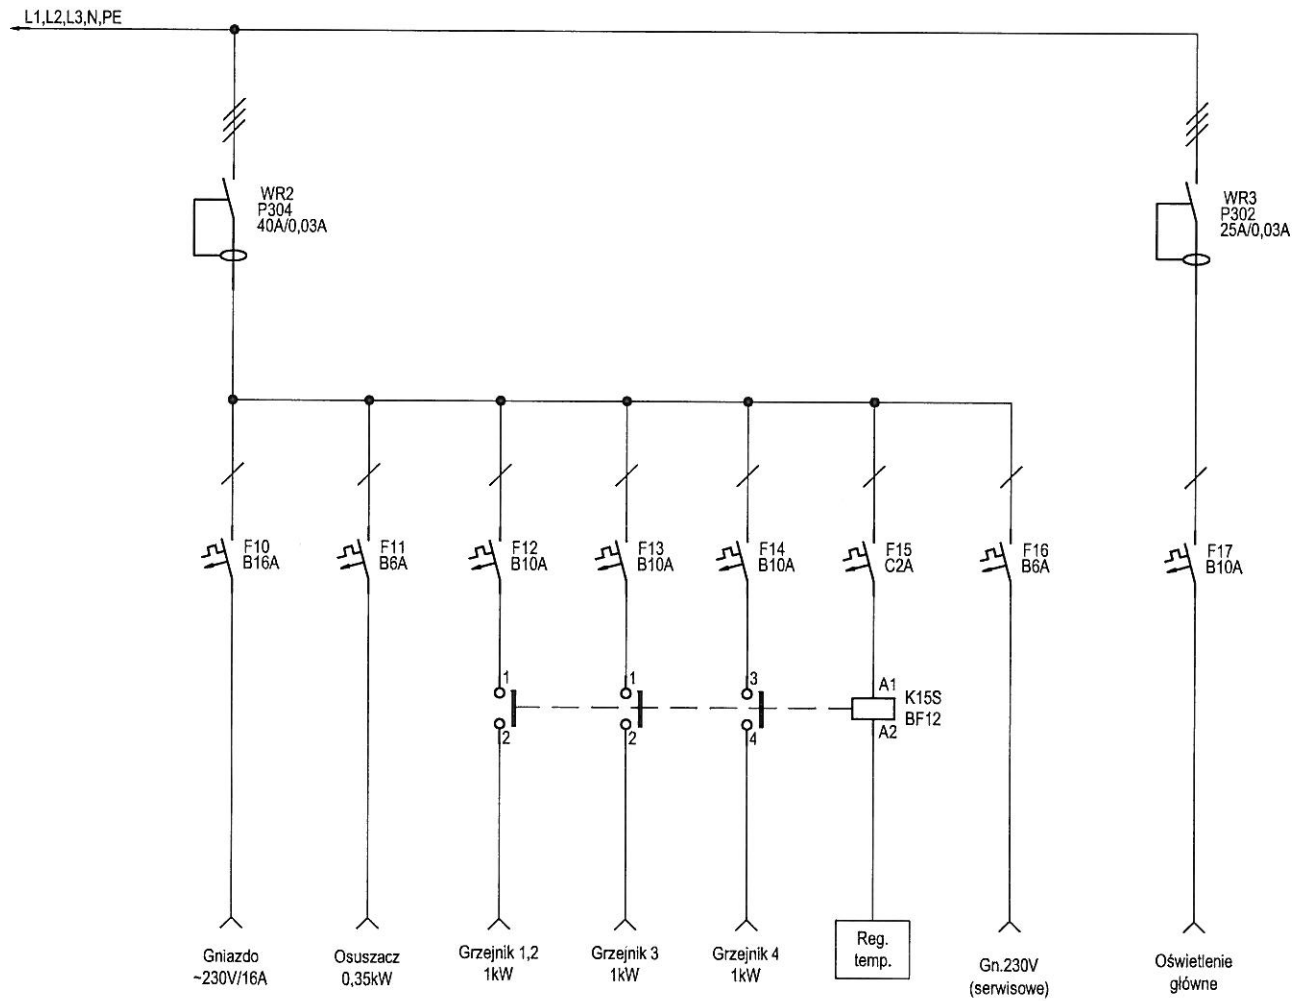 L1,L2,L3,N,PE
WR2
P304
40A/0,03A
WR3
P302
25A/0,03A
F10
B16A
F11
B6A
F12
B10A
F13
B10A
F14
B10A
F15
C2A
F16
B6A
F17
B10A
1
2
1
2
3
4
A1
A2
K15S
BF12
Gniazdo
~230V/16A
Osuszacz
0,35kW
Grzejnik 1,2
1kW
Grzejnik 3
1kW
Grzejnik 4
1kW
Reg.
temp.
Gn.230V
(serwisowe)
Oświetlenie
główne